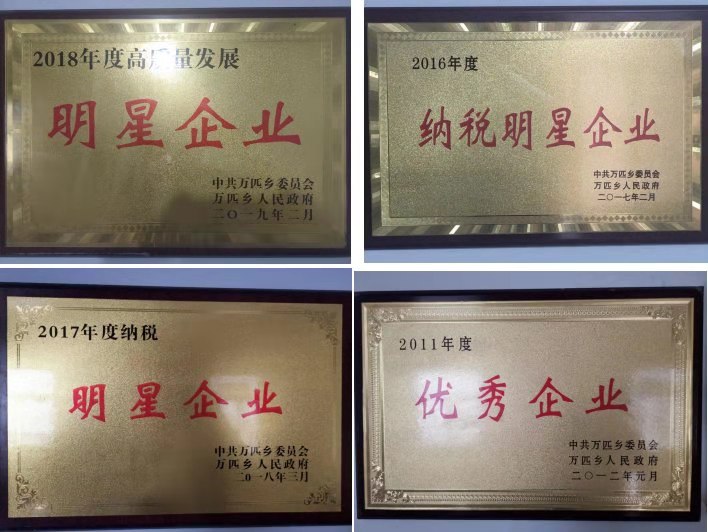 2018年度高质量发展
明星企业
中共万匹乡委员会
万匹乡人民政府
二〇一九年二月
2016年度
纳税明星企业
中共万匹乡委员会
万匹乡人民政府
二〇一七年二月
2017年度纳税
明星企业
中共万匹乡委员会
万匹乡人民政府
二0一八年三月
2011年度
优秀企业
中共万匹乡委员会
万匹乡人民政府
二〇一二年元月